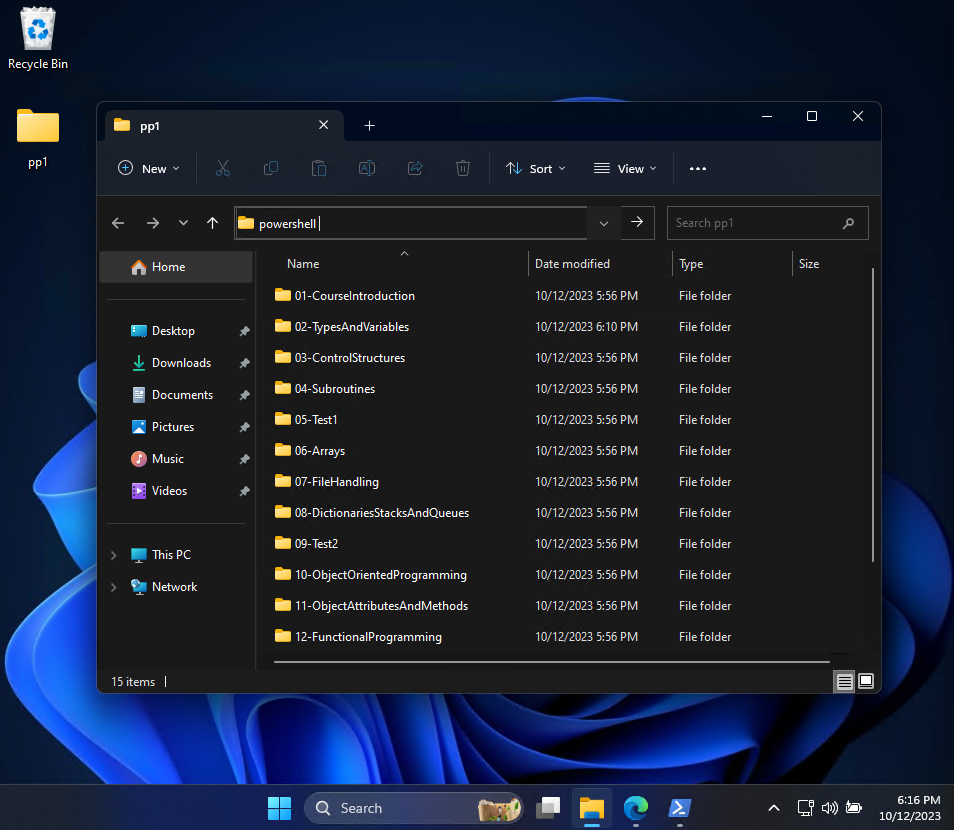 Recycle Bin
pp1
pp1
New
Sort
View
powershell
Search pp1
Home
Desktop
Downloads
Documents
Pictures
Music
Videos
This PC
Network
Name Date modified Type Size
01-CourseIntroduction 10/12/2023 5:56 PM File folder
02-TypesAndVariables 10/12/2023 6:10 PM File folder
03-ControlStructures 10/12/2023 5:56 PM File folder
04-Subroutines 10/12/2023 5:56 PM File folder
05-Test1 10/12/2023 5:56 PM File folder
06-Arrays 10/12/2023 5:56 PM File folder
07-FileHandling 10/12/2023 5:56 PM File folder
08-DictionariesStacksAndQueues 10/12/2023 5:56 PM File folder
09-Test2 10/12/2023 5:56 PM File folder
10-ObjectOrientedProgramming 10/12/2023 5:56 PM File folder
11-ObjectAttributesAndMethods 10/12/2023 5:56 PM File folder
12-FunctionalProgramming 10/12/2023 5:56 PM File folder
15 items
Search
6:16 PM
10/12/2023